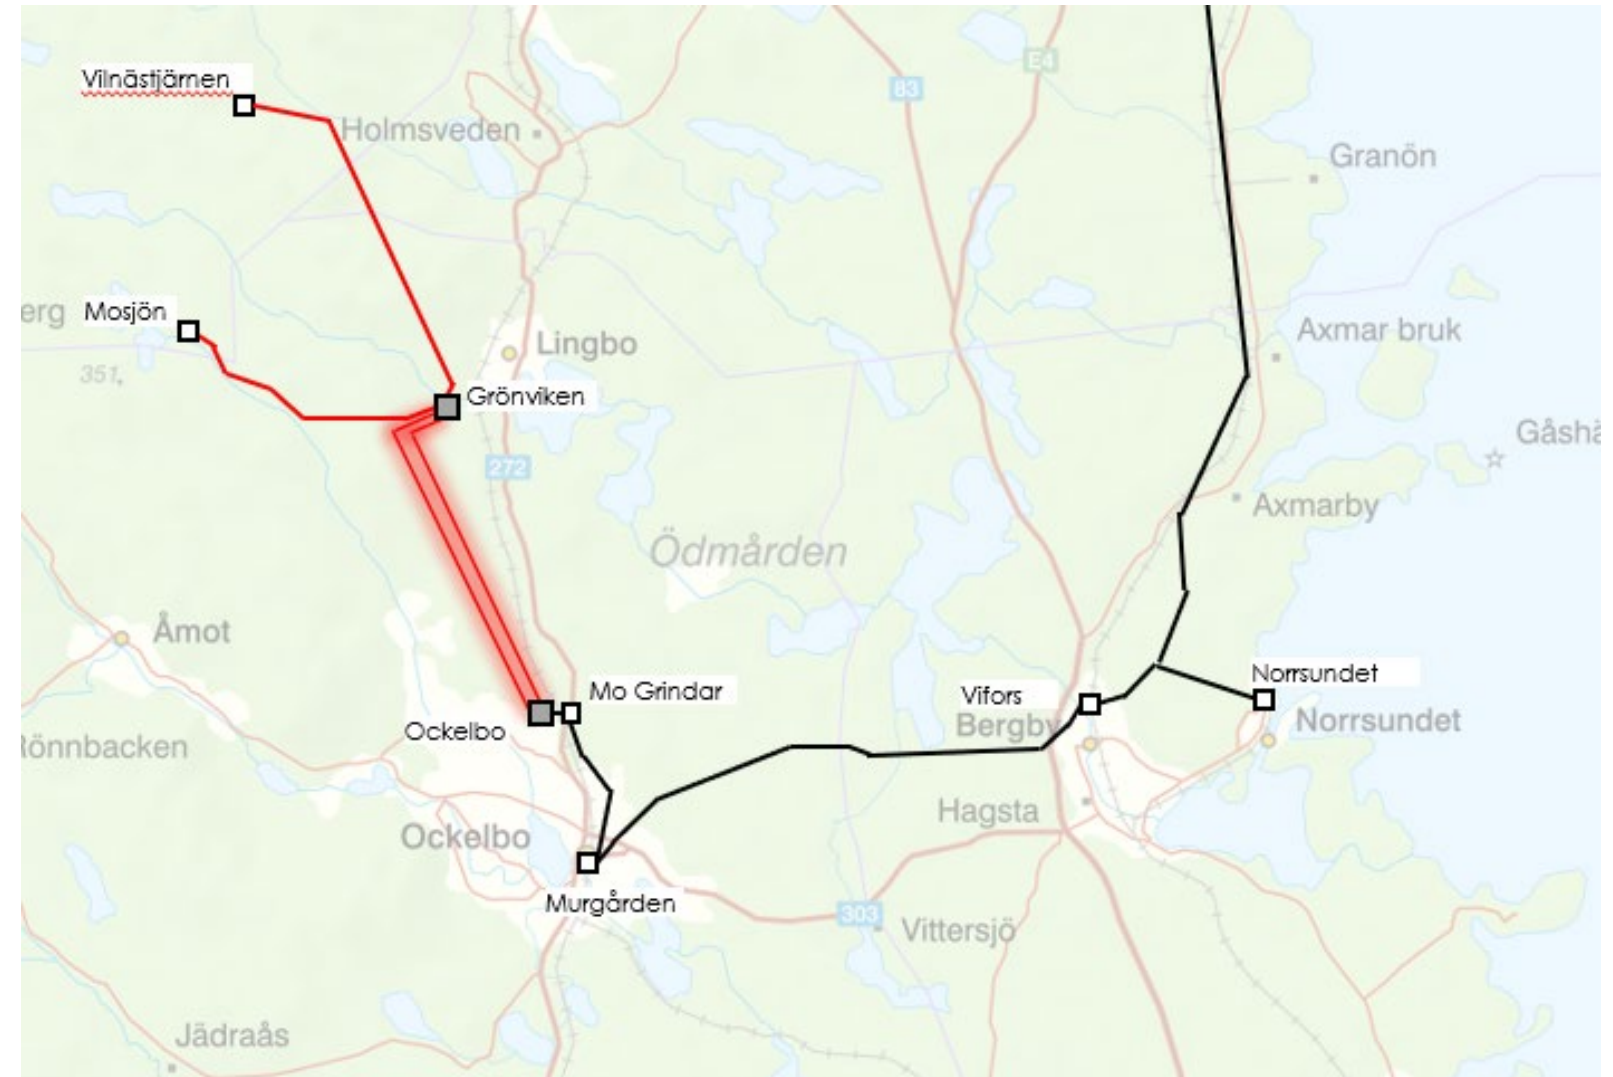 Vilnästjärnen
Holmsveden
83
E4
Granön
erg
Mosjön
351
Lingbo
Axmar bruk
Grönviken
272
Gåshä
Axmarby
Ödmården
Åmot
Mo Grindar
Ockelbo
Vifors
Norrsundet
Bergby
Norrsundet
Rönnbacken
Hagsta
Ockelbo
Murgården
303
Vittersjö
Jädraås